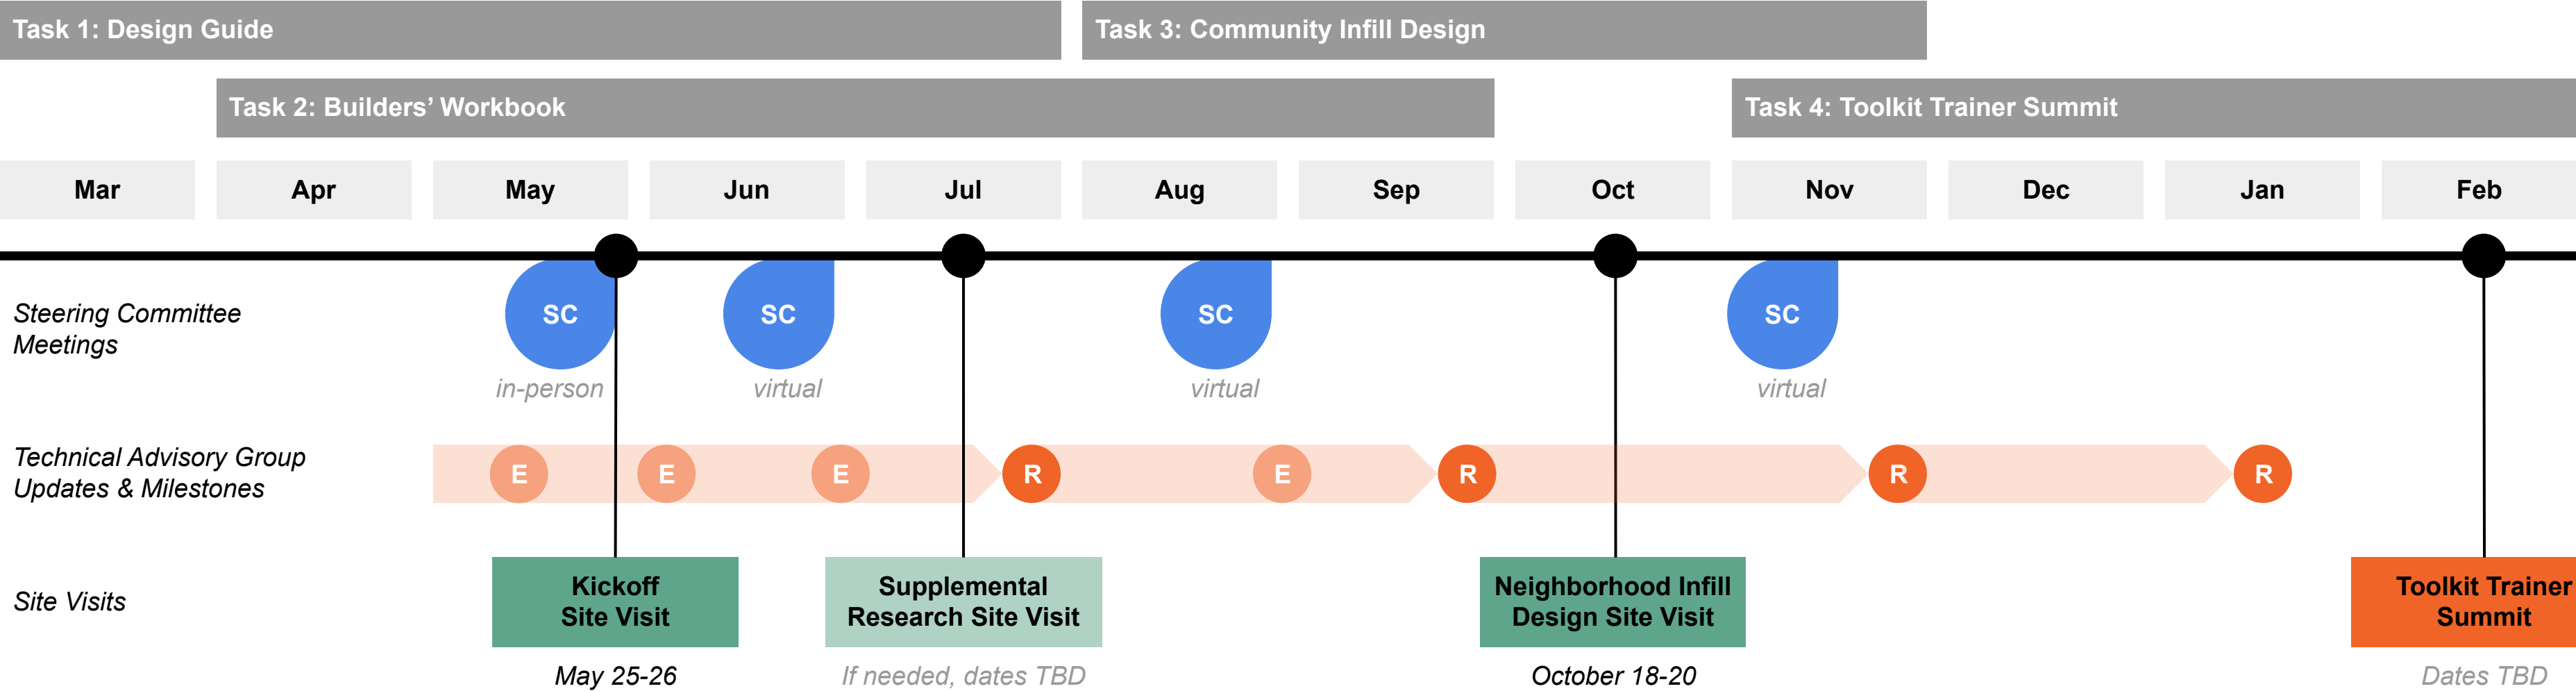 Task 1: Design Guide
Task 3: Community Infill Design
Task 2: Builders’ Workbook
Task 4: Toolkit Trainer Summit
Mar
Apr
May
Jun
Jul
Aug
Sep
Oct
Nov
Dec
Jan
Feb
Steering Committee
Meetings
SC
SC
SC
SC
in-person
virtual
virtual
virtual
Technical Advisory Group
Updates & Milestones
E
E
E
R
E
R
R
R
Site Visits
Kickoff
Site Visit
May 25-26
Supplemental
Research Site Visit
If needed, dates TBD
Neighborhood Infill
Design Site Visit
October 18-20
Toolkit Trainer
Summit
Dates TBD